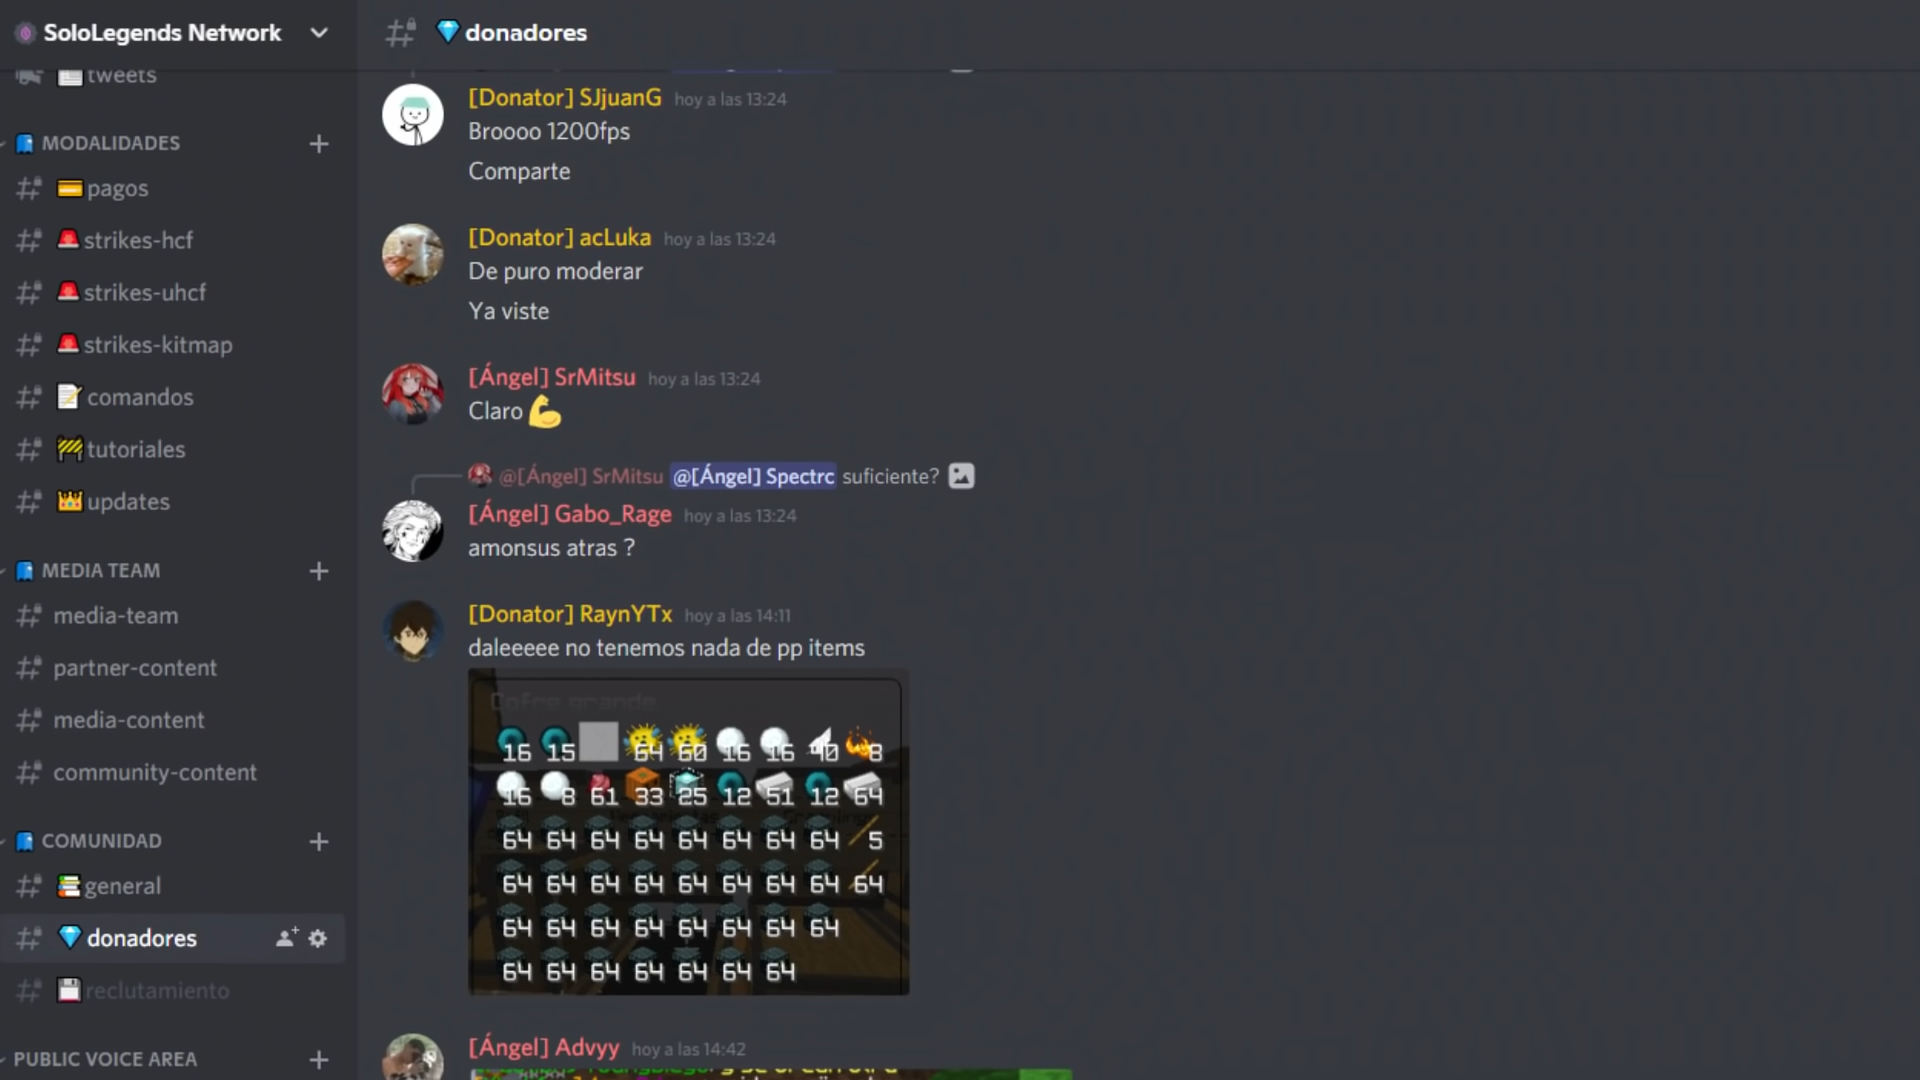 SoloLegends Network
tweets
MODALIDADES
pagos
strikes-hcf
strikes-uhcf
strikes-kitmap
comandos
tutoriales
updates
MEDIA TEAM
media-team
partner-content
media-content
community-content
COMUNIDAD
general
donadores
reclutamiento
PUBLIC VOICE AREA
donadores
[Donator] SJjuanG hoy a las 13:24
Broooo 1200fps
Comparte
[Donator] acLuka hoy a las 13:24
De puro moderar
Ya viste
[Ángel] SrMitsu hoy a las 13:24
Claro
@[Ángel] SrMitsu @[Ángel] Spectrc suficiente?
[Ángel] Gabo_Rage hoy a las 13:24
amonsus atras ?
[Donator] RaynYTx hoy a las 14:11
daleeeee no tenemos nada de pp items
Cofre grande
16 15 64 60 16 16 40 8
16 8 61 33 25 12 51 12 64
64 64 64 64 64 64 64 64 5
64 64 64 64 64 64 64 64 64
64 64 64 64 64 64 64 64
64 64 64 64 64 64 64
[Ángel] Advyy hoy a las 14:42